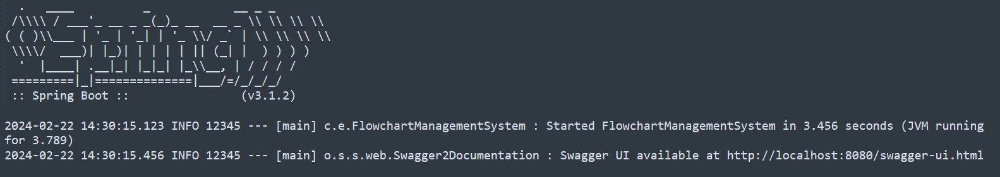 .   ____          _            __ _ _
 /\\\\ / ___'_ __ _ _(_)_ __  __ _ \\ \\ \\ \\
( ( )\\___ | '_ | '_| | '_ \\/ _` | \\ \\ \\ \\
 \\\\/  ___)| |_)| | | | | || (_| |  ) ) ) )
  '  |____| .__|_| |_|_| |_\\__, | / / / /
 =========|_|==============|___/=/_/_/_/
 :: Spring Boot ::                (v3.1.2)
2024-02-22 14:30:15.123 INFO 12345 --- [main] c.e.FlowchartManagementSystem : Started FlowchartManagementSystem in 3.456 seconds (JVM running
for 3.789)
2024-02-22 14:30:15.456 INFO 12345 --- [main] o.s.s.web.Swagger2Documentation : Swagger UI available at http://localhost:8080/swagger-ui.html